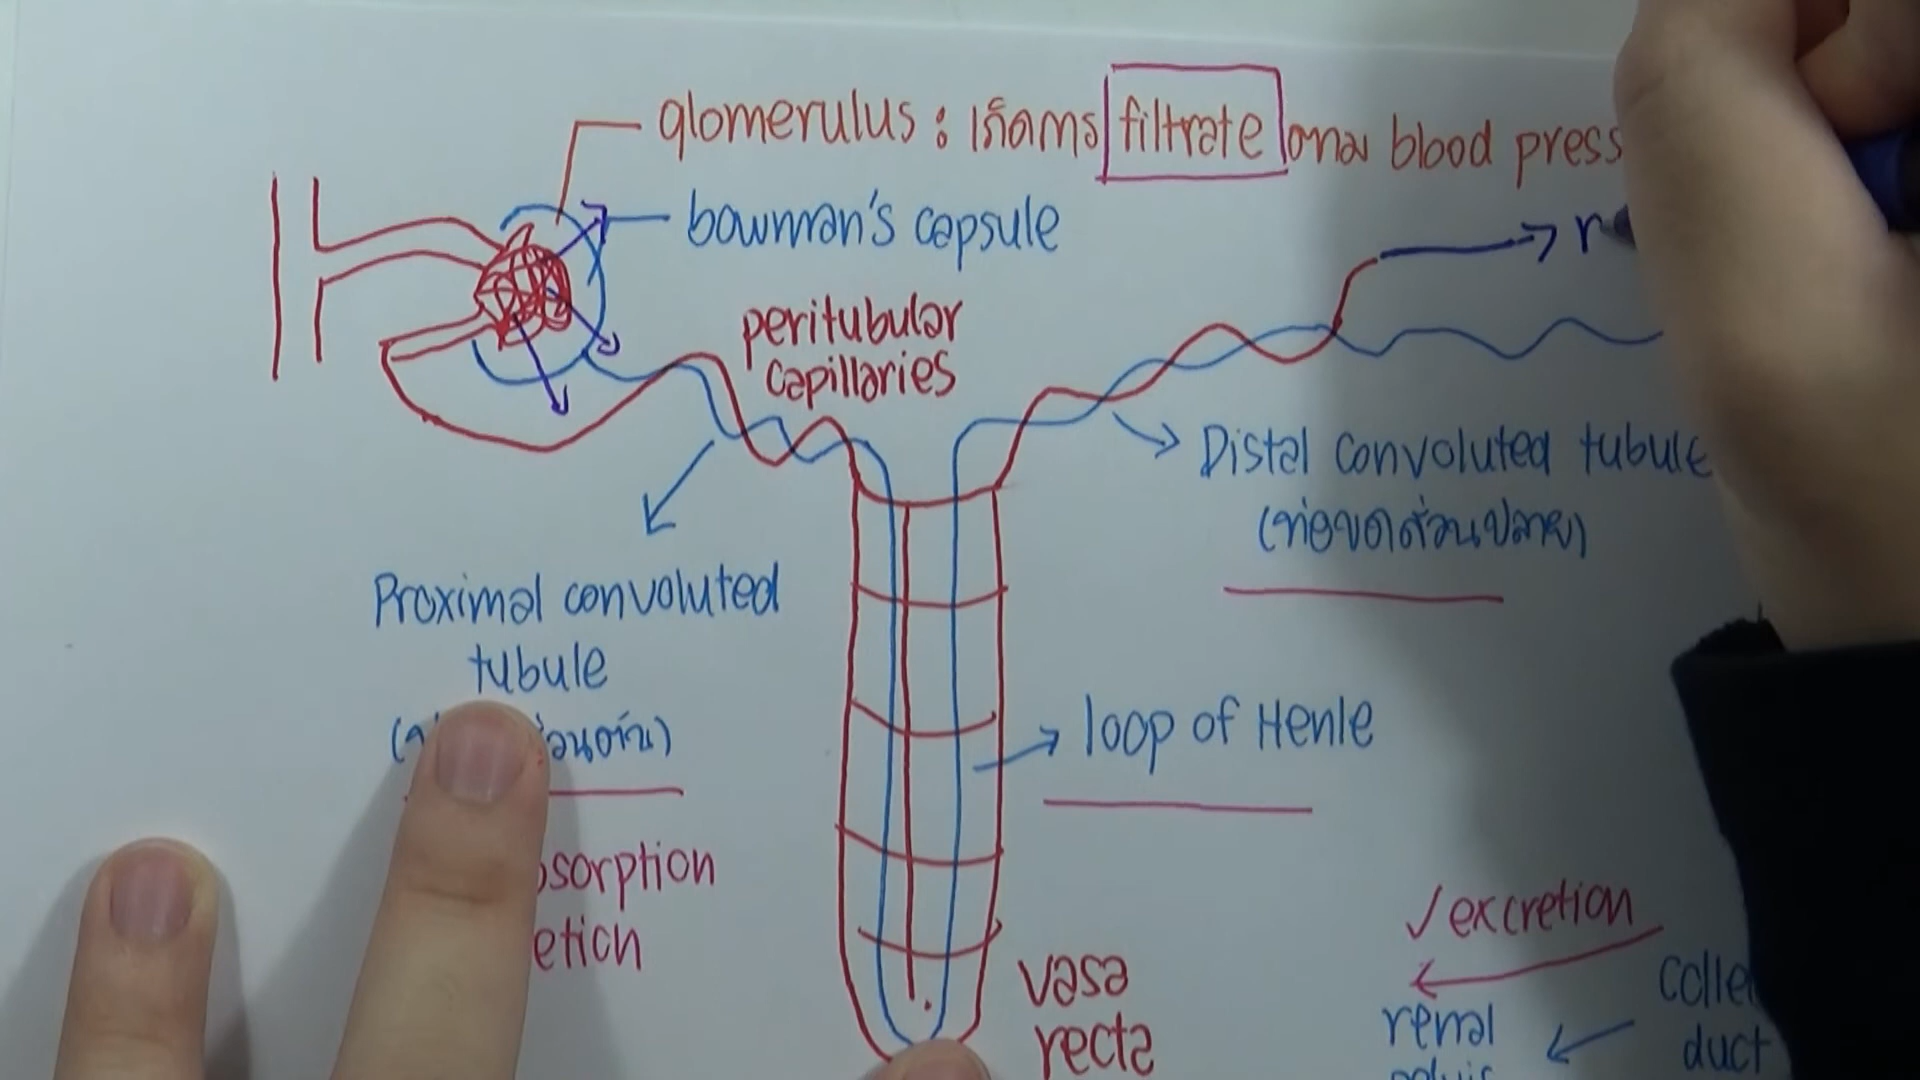 glomerulus : เกิดการ filtrate ตาม blood press
bowman's capsule
peritubular
capillaries
Distal convoluted tubule
(ท่อขดส่วนปลาย)
Proximal convoluted
tubule
loop of Henle
vasa
recta
✓excretion
renal
duct